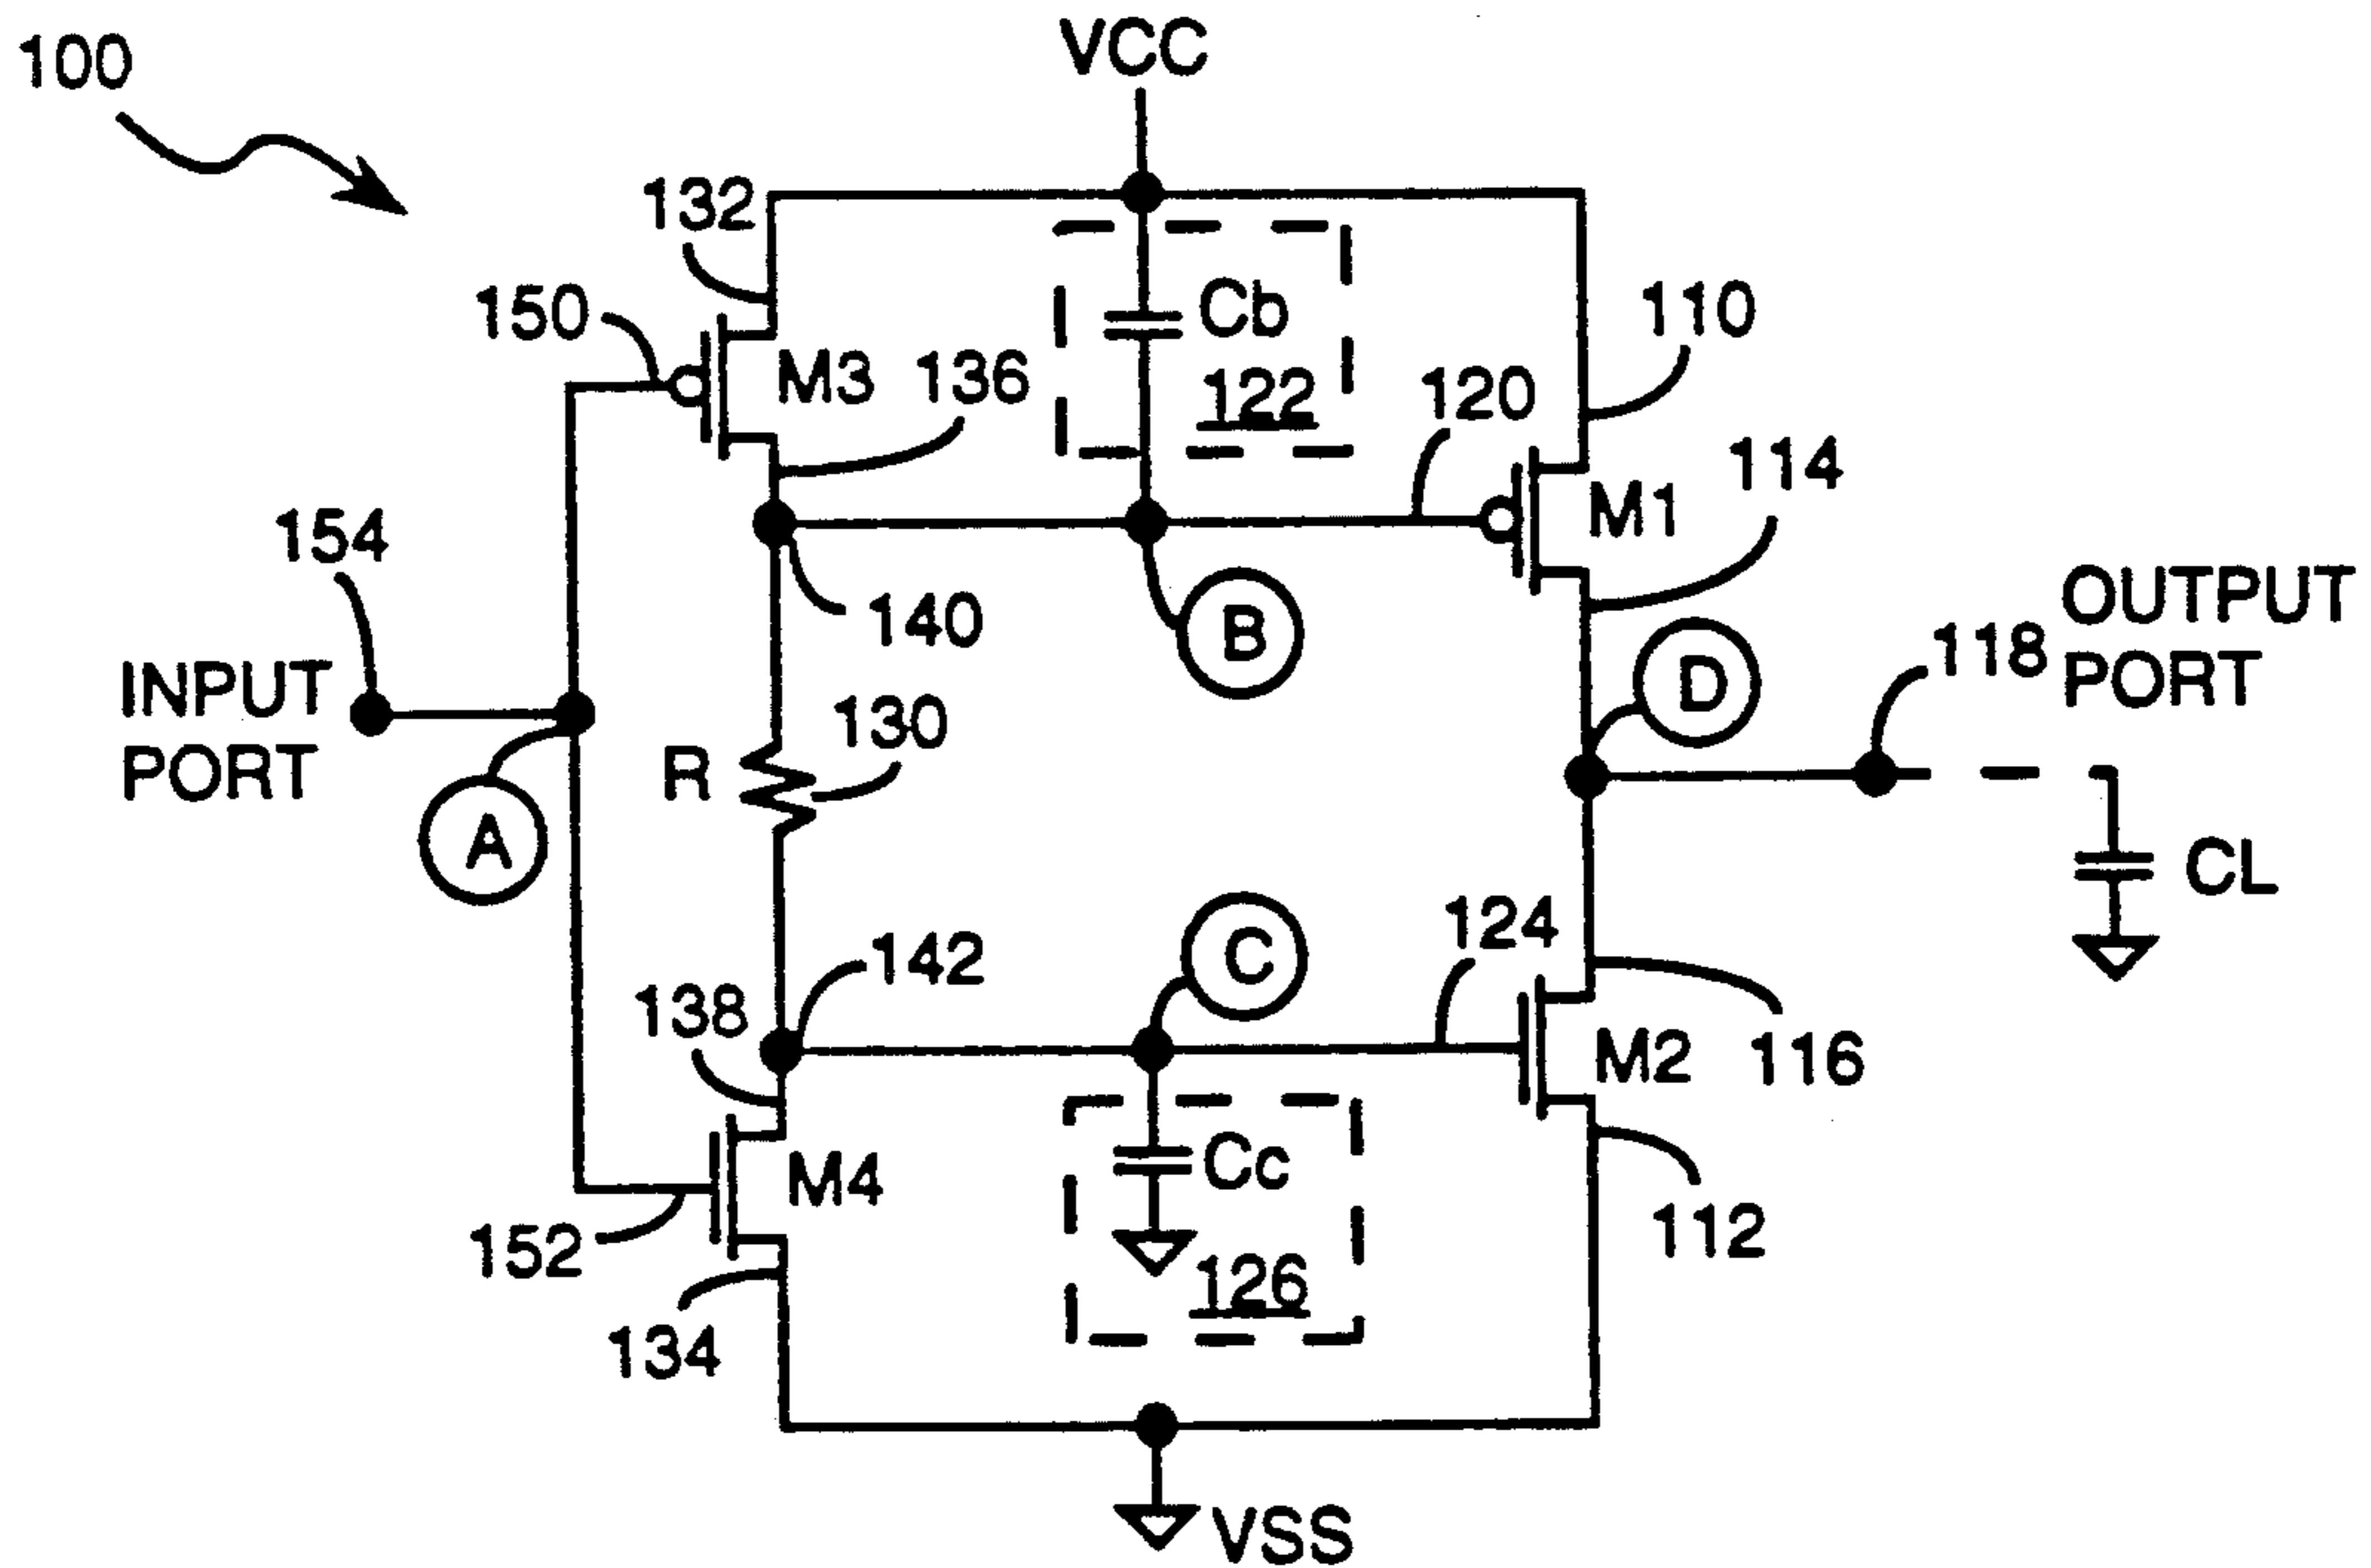 100
VCC
132
150
Cb
110
M3
136
122
120
114
154
M1
140
B
OUTPUT
PORT
118
D
INPUT
PORT
130
R
A
CL
124
C
142
138
M2
116
M4
Cc
152
112
126
134
VSS